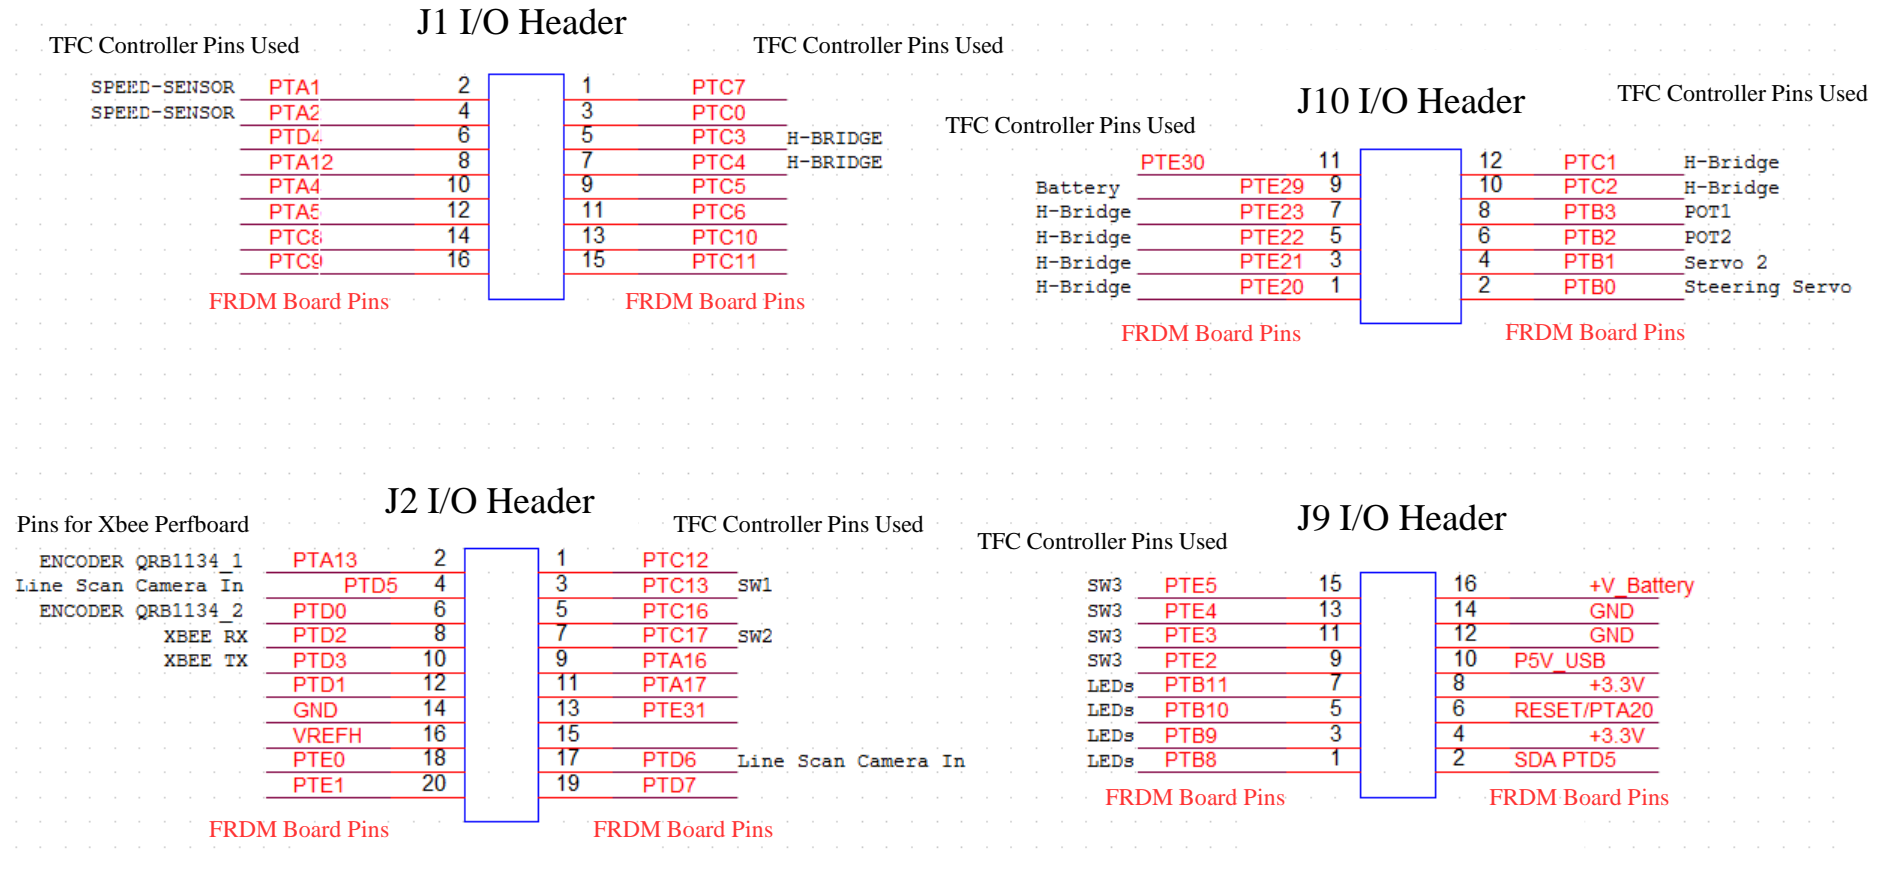 J1 I/O Header
TFC Controller Pins Used
TFC Controller Pins Used
SPEED-SENSOR PTA1 2 1 PTC7
SPEED-SENSOR PTA2 4 3 PTC0
PTD4 6 5 PTC3 H-BRIDGE
PTA12 8 7 PTC4 H-BRIDGE
PTA4 10 9 PTC5
PTA5 12 11 PTC6
PTC8 14 13 PTC10
PTC9 16 15 PTC11
FRDM Board Pins
FRDM Board Pins
J10 I/O Header
TFC Controller Pins Used
TFC Controller Pins Used
PTE30 11 12 PTC1 H-Bridge
Battery PTE29 9 10 PTC2 H-Bridge
H-Bridge PTE23 7 8 PTB3 POT1
H-Bridge PTE22 5 6 PTB2 POT2
H-Bridge PTE21 3 4 PTB1 Servo 2
H-Bridge PTE20 1 2 PTB0 Steering Servo
FRDM Board Pins
FRDM Board Pins
J2 I/O Header
Pins for Xbee Perfboard
TFC Controller Pins Used
ENCODER QRB1134_1 PTA13 2 1 PTC12
Line Scan Camera In PTD5 4 3 PTC13 SW1
ENCODER QRB1134_2 PTD0 6 5 PTC16
XBEE RX PTD2 8 7 PTC17 SW2
XBEE TX PTD3 10 9 PTA16
PTD1 12 11 PTA17
GND 14 13 PTE31
VREFH 16 15
PTE0 18 17 PTD6 Line Scan Camera In
PTE1 20 19 PTD7
FRDM Board Pins
FRDM Board Pins
J9 I/O Header
TFC Controller Pins Used
SW3 PTE5 15 16 +V_Battery
SW3 PTE4 13 14 GND
SW3 PTE3 11 12 GND
SW3 PTE2 9 10 P5V_USB
LEDs PTB11 7 8 +3.3V
LEDs PTB10 5 6 RESET/PTA20
LEDs PTB9 3 4 +3.3V
LEDs PTB8 1 2 SDA PTD5
FRDM Board Pins
FRDM Board Pins